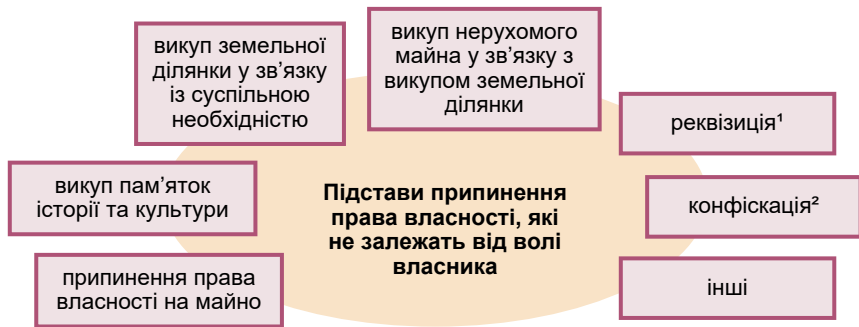 викуп земельної
ділянки у зв’язку
із суспільною
необхідністю
викуп нерухомого
майна у зв’язку з
викупом земельної
ділянки
реквізиція¹
викуп пам’яток
історії та культури
Підстави припинення
права власності, які
не залежать від волі
власника
конфіскація²
припинення права
власності на майно
інші